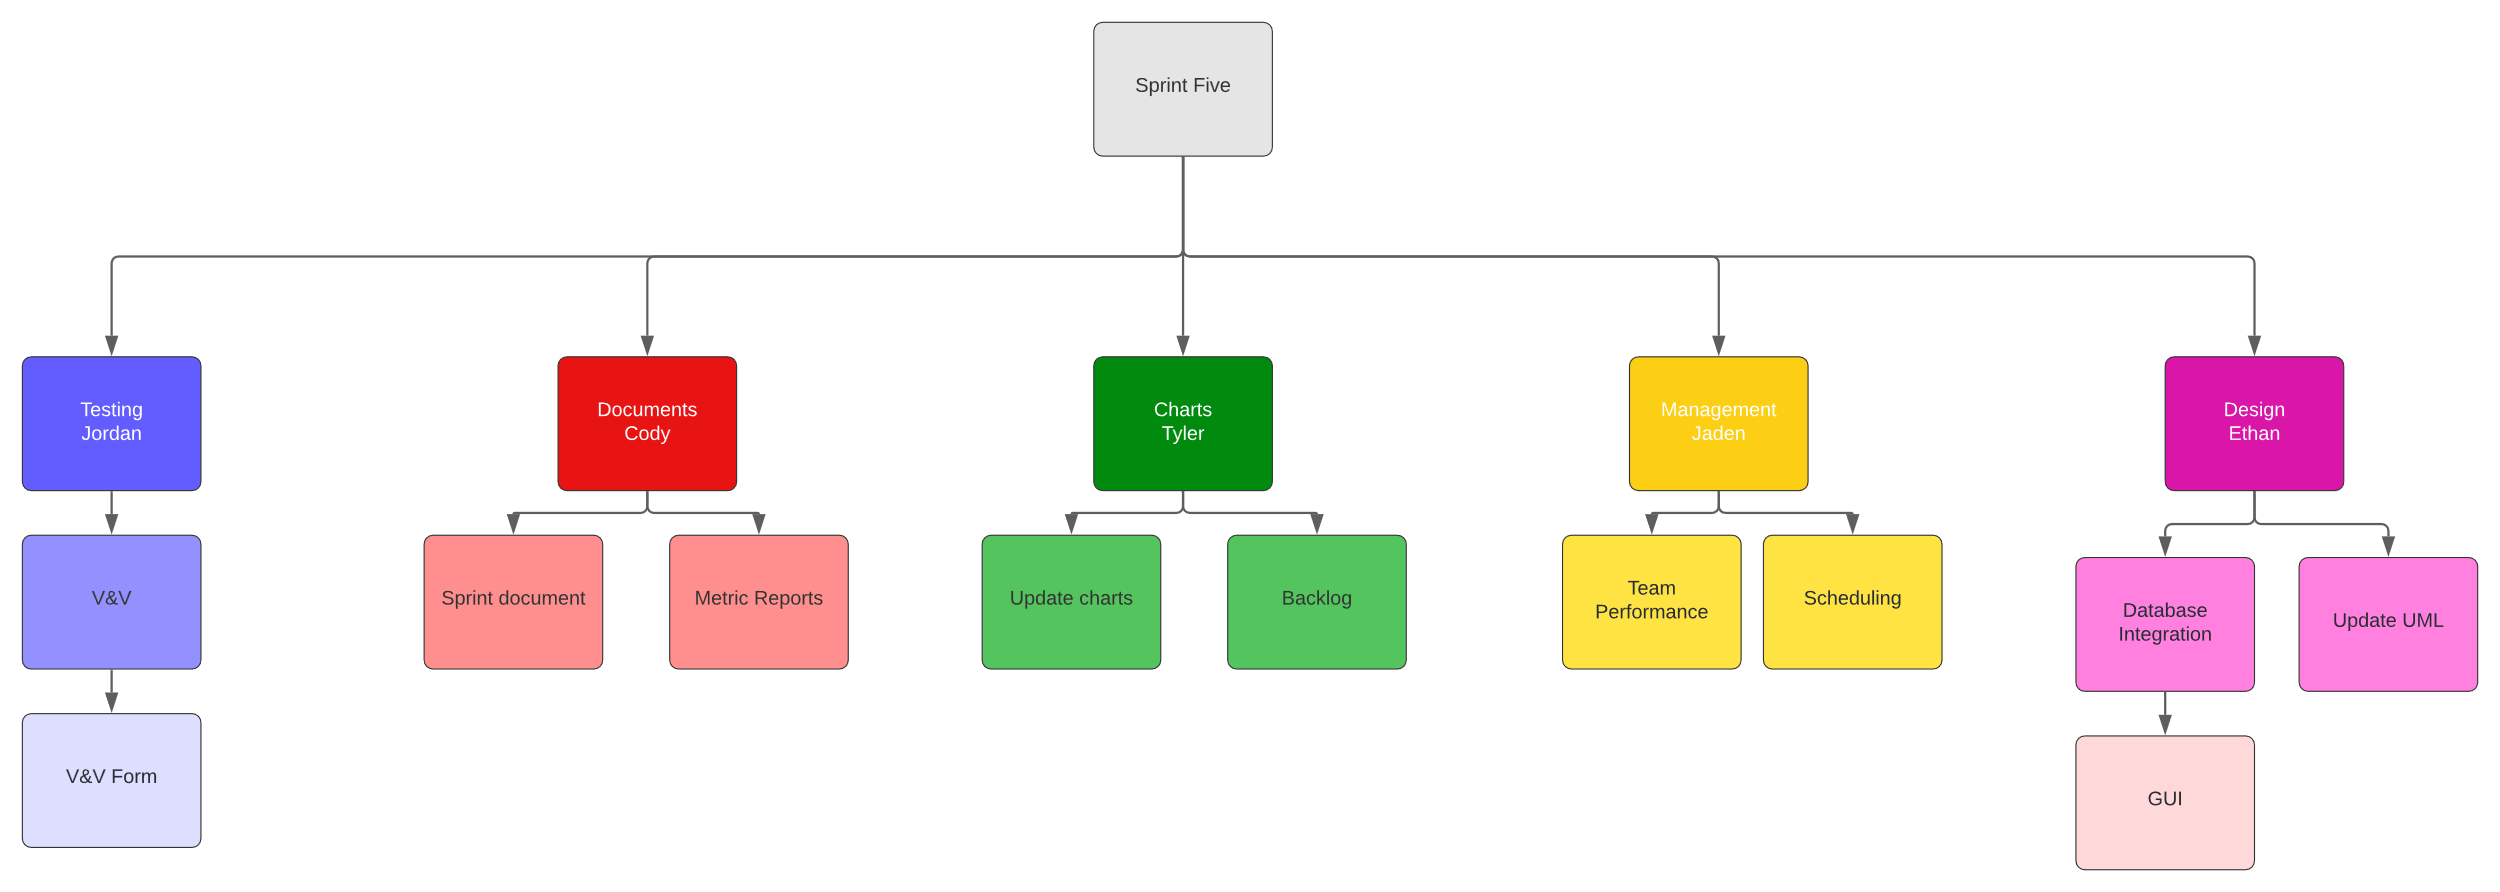 Sprint Five
Testing
Jordan
Documents
Cody
Charts
Tyler
Management
Jaden
Design
Ethan
V&V
Sprint document
Metric Reports
Update charts
Backlog
Team
Performance
Scheduling
Database
Integration
Update UML
V&V Form
GUI